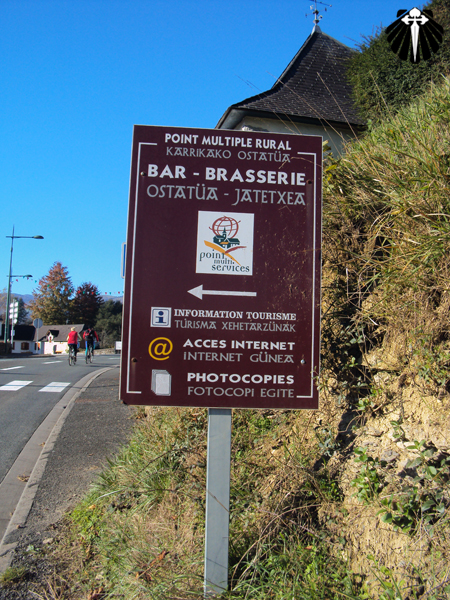 POINT MULTIPLE RURAL
KARRIKAKO OSTATÜA
BAR - BRASSERIE
OSTATÜA - JATETXEA
point
multi
services
i INFORMATION TOURISME
TÜRISMA XEHETARZÜNAK
@ ACCES INTERNET
INTERNET GÜNEA
PHOTOCOPIES
FOTOCOPI EGITE